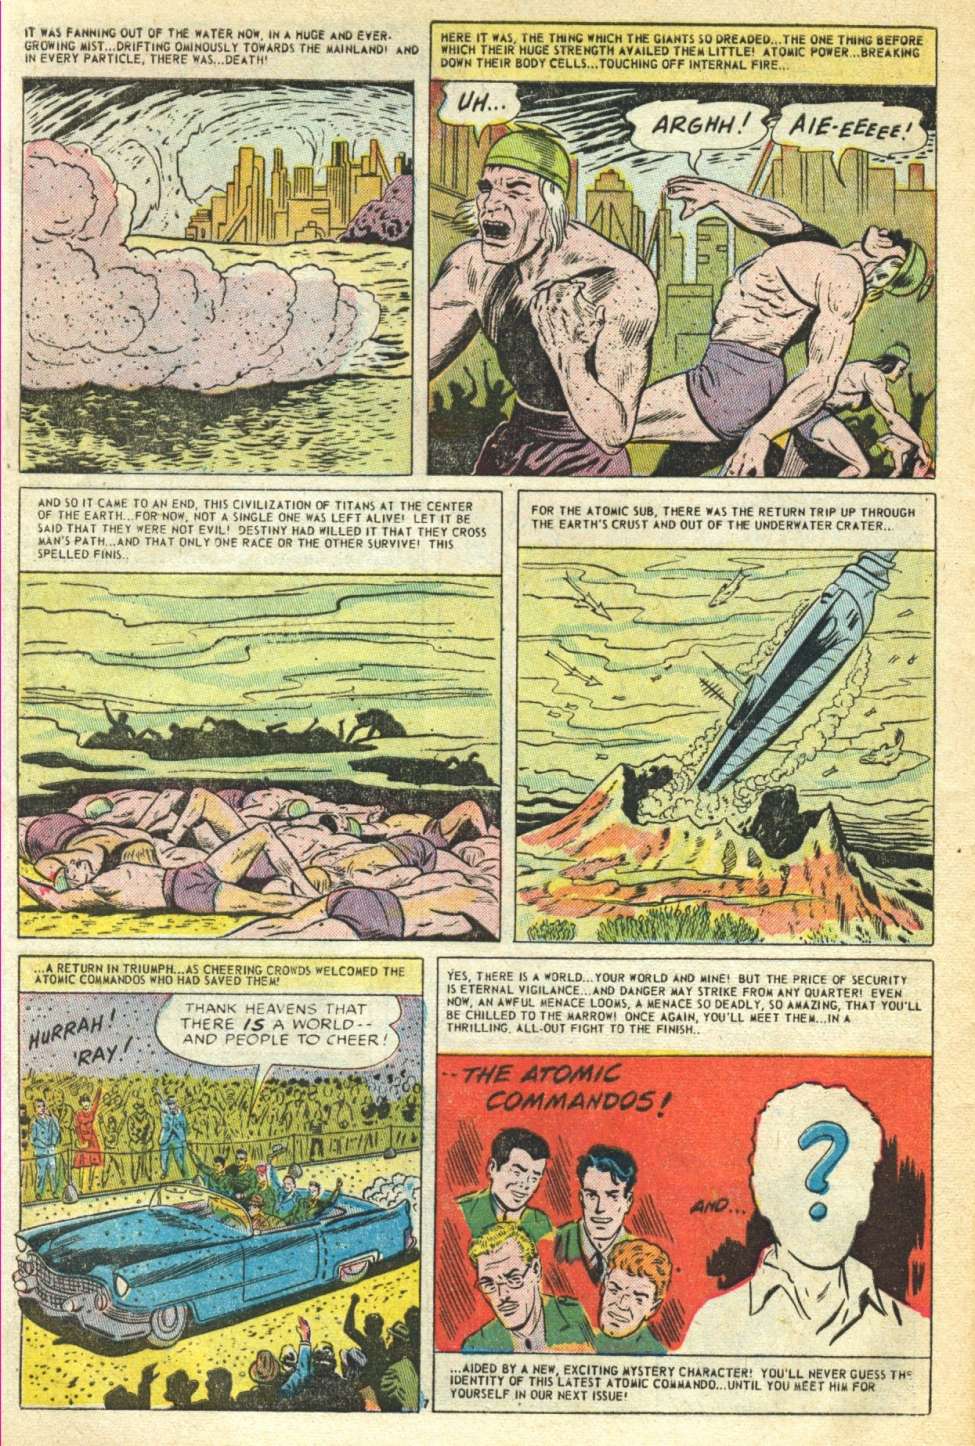 IT WAS FANNING OUT OF THE WATER NOW, IN A HUGE AND EVER-
GROWING MIST...DRIFTING OMINOUSLY TOWARDS THE MAINLAND! AND
IN EVERY PARTICLE, THERE WAS...DEATH!
HERE IT WAS, THE THING WHICH THE GIANTS SO DREADED...THE ONE THING BEFORE
WHICH THEIR HUGE STRENGTH AVAILED THEM LITTLE! ATOMIC POWER...BREAKING
DOWN THEIR BODY CELLS...TOUCHING OFF INTERNAL FIRE...
UH...
ARGHH!
AIE-EEEEE!
AND SO IT CAME TO AN END, THIS CIVILIZATION OF TITANS AT THE CENTER
OF THE EARTH...FOR NOW, NOT A SINGLE ONE WAS LEFT ALIVE! LET IT BE
SAID THAT THEY WERE NOT EVIL! DESTINY HAD WILLED IT THAT THEY CROSS
MAN'S PATH...AND THAT ONLY ONE RACE OR THE OTHER SURVIVE! THIS
SPELLED FINIS..
FOR THE ATOMIC SUB, THERE WAS THE RETURN TRIP UP THROUGH
THE EARTH'S CRUST AND OUT OF THE UNDERWATER CRATER...
...A RETURN IN TRIUMPH...AS CHEERING CROWDS WELCOMED THE
ATOMIC COMMANDOS WHO HAD SAVED THEM!
HURRAH!
'RAY!
THANK HEAVENS THAT
THERE IS A WORLD--
AND PEOPLE TO CHEER!
7
YES, THERE IS A WORLD...YOUR WORLD AND MINE! BUT THE PRICE OF SECURITY
IS ETERNAL VIGILANCE...AND DANGER MAY STRIKE FROM ANY QUARTER! EVEN
NOW, AN AWFUL MENACE LOOMS, A MENACE SO DEADLY, SO AMAZING, THAT YOU'LL
BE CHILLED TO THE MARROW! ONCE AGAIN, YOU'LL MEET THEM...IN A
THRILLING, ALL-OUT FIGHT TO THE FINISH..
--THE ATOMIC
COMMANDOS!
AND...
?
...AIDED BY A NEW, EXCITING MYSTERY CHARACTER! YOU'LL NEVER GUESS THE
IDENTITY OF THIS LATEST ATOMIC COMMANDO...UNTIL YOU MEET HIM FOR
YOURSELF IN OUR NEXT ISSUE!